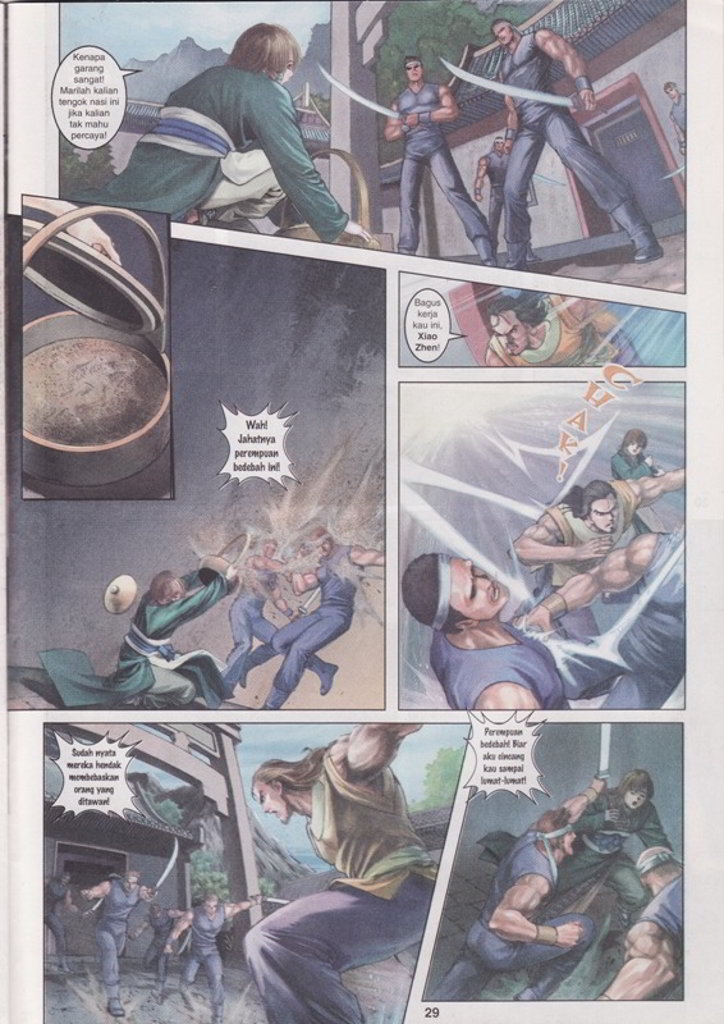 Kenapa
garang
sangat!
Marilah kalian
tengok nasi ini
jika kalian
tak mahu
percaya!
Wah!
Jahatnya
perempuan
bedebah ini!
Bagus
kerja
kau ini,
Xiao
Zhen!
CHAK!
Sudah nyata
mereka hendak
membebaskan
orang yang
ditawan!
Perempuan
bedebah! Biar
aku cincang
kau sampai
lumat-lumat!
29